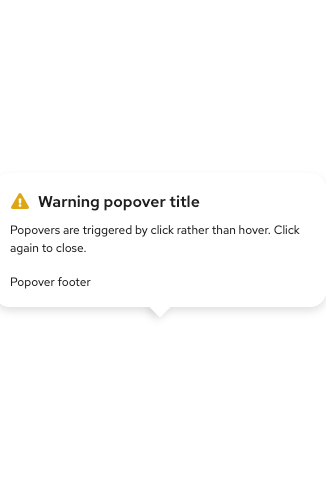 Warning popover title
Popovers are triggered by click rather than hover. Click
again to close.
Popover footer